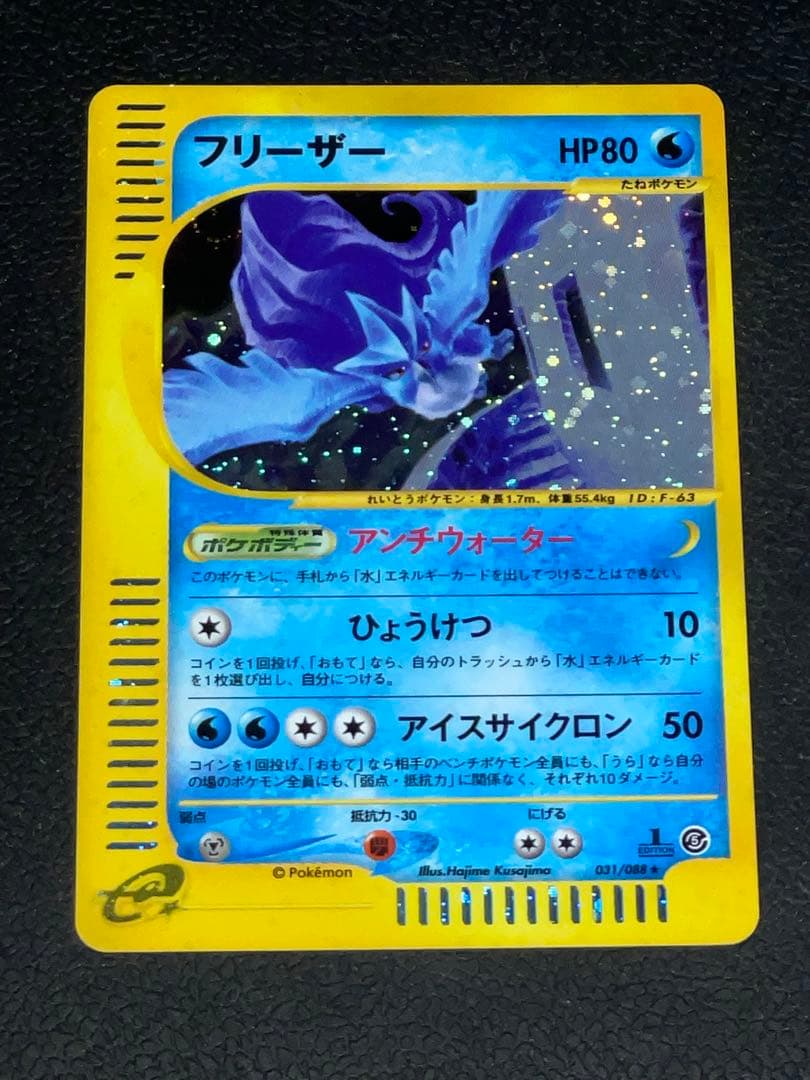 フリーザー HP80
たねポケモン
れいとうポケモン：身長1.7m、体重55.4kg ID:F-63
特殊体質
ポケボディー アンチウォーター
このポケモンに、手札から「水」エネルギーカードを出してつけることはできない。
ひょうけつ 10
コインを1回投げ、「おもて」なら、自分のトラッシュから「水」エネルギーカード
を1枚選び出し、自分につける。
アイスサイクロン 50
コインを1回投げ、「おもて」なら相手のベンチポケモン全員にも、「うら」なら自分
の場のポケモン全員にも、「弱点・抵抗力」に関係なく、それぞれ10ダメージ。
弱点 抵抗力-30 にげる
1
EDITION
5
© Pokémon Illus.Hajime Kusajima 031/088 ★
e